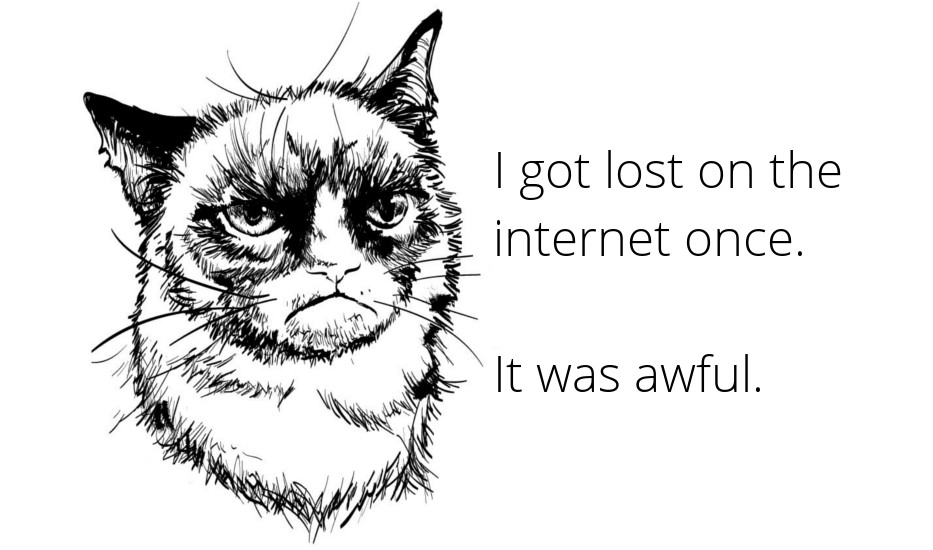 I got lost on the
internet once.
It was awful.